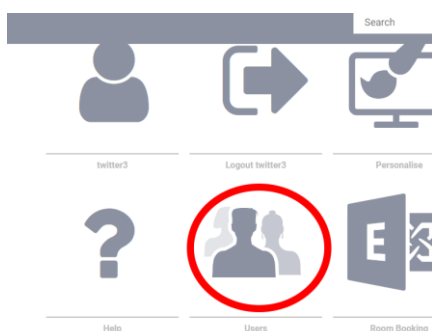 Search
twitter3
Logout twitter3
Personalise
?
E
Help
Users
Room Booking